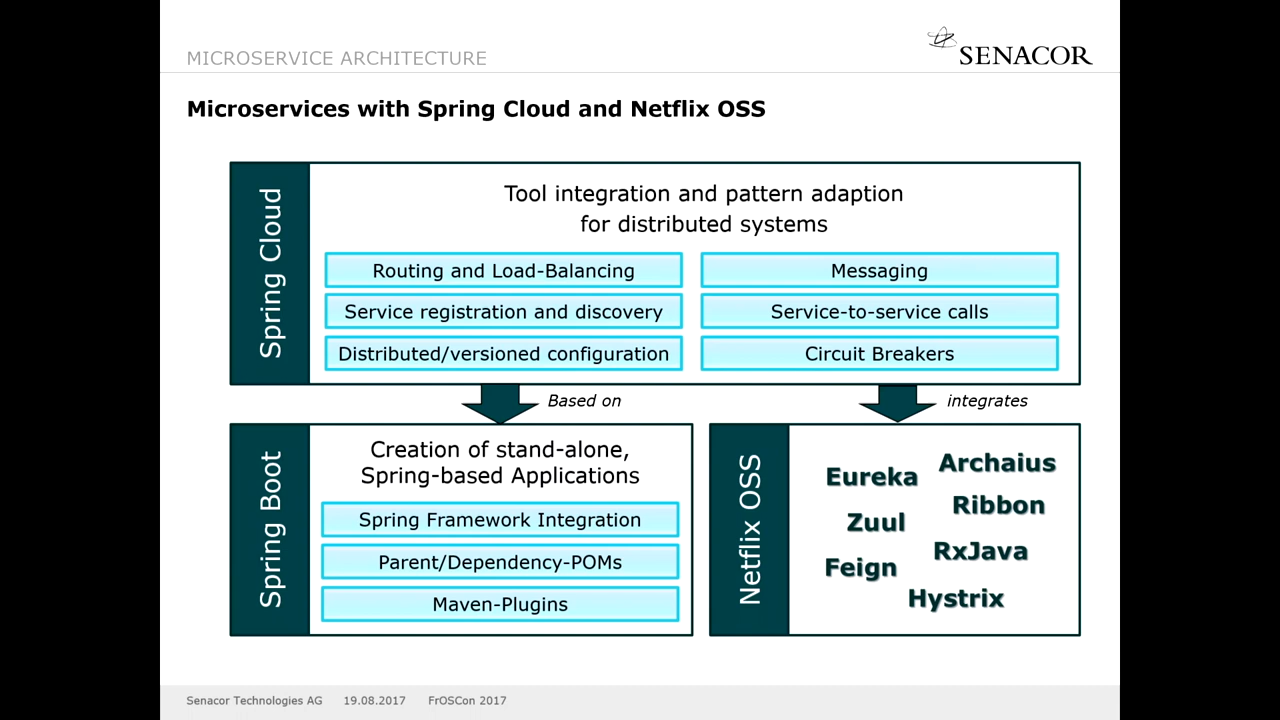 MICROSERVICE ARCHITECTURE
SENACOR
Microservices with Spring Cloud and Netflix OSS
Spring Cloud
Tool integration and pattern adaption
for distributed systems
Routing and Load-Balancing
Messaging
Service registration and discovery
Service-to-service calls
Distributed/versioned configuration
Circuit Breakers
Based on
integrates
Spring Boot
Creation of stand-alone,
Spring-based Applications
Spring Framework Integration
Parent/Dependency-POMs
Maven-Plugins
Netflix OSS
Archaius
Eureka
Ribbon
Zuul
RxJava
Feign
Hystrix
Senacor Technologies AG 19.08.2017 FrOSCon 2017